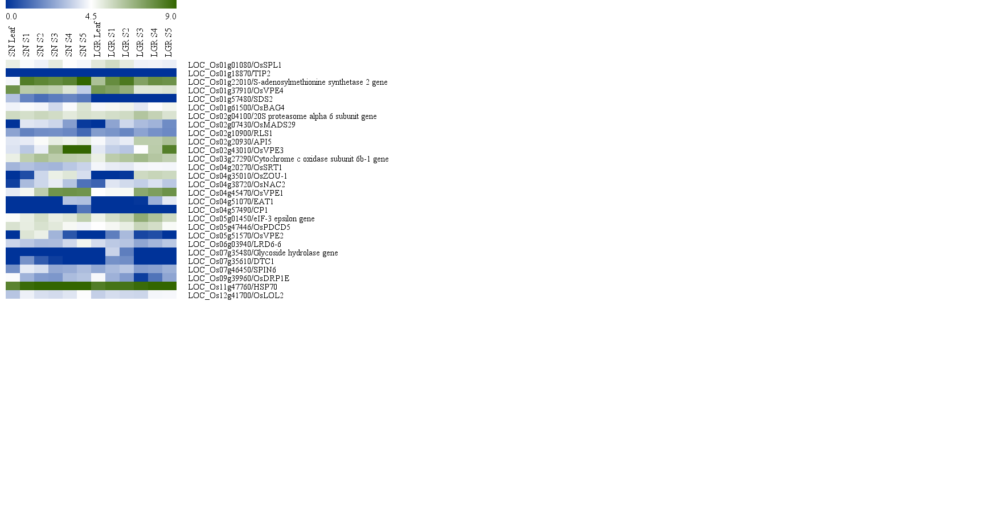 0.0 4.5 9.0
SN Leaf SN S1 SN S2 SN S3 SN S4 SN S5 LGR Leaf LGR S1 LGR S2 LGR S3 LGR S4 LGR S5
LOC_Os01g01080/OsSPL1
LOC_Os01g18870/TIP2
LOC_Os01g22010/S-adenosylmethionine synthetase 2 gene
LOC_Os01g37910/OsVPE4
LOC_Os01g57480/SDS2
LOC_Os01g61500/OsBAG4
LOC_Os02g04100/20S proteasome alpha 6 subunit gene
LOC_Os02g07430/OsMADS29
LOC_Os02g10900/RLS1
LOC_Os02g20930/API5
LOC_Os02g43010/OsVPE3
LOC_Os03g27290/Cytochrome c oxidase subunit 6b-1 gene
LOC_Os04g20270/OsSRT1
LOC_Os04g35010/OsZOU-1
LOC_Os04g38720/OsNAC2
LOC_Os04g45470/OsVPE1
LOC_Os04g51070/EAT1
LOC_Os04g57490/CP1
LOC_Os05g01450/eIF-3 epsilon gene
LOC_Os05g47446/OsPDCD5
LOC_Os05g51570/OsVPE2
LOC_Os06g03940/LRD6-6
LOC_Os07g35480/Glycoside hydrolase gene
LOC_Os07g35610/DTC1
LOC_Os07g46450/SPIN6
LOC_Os09g39960/OsDRP1E
LOC_Os11g47760/HSP70
LOC_Os12g41700/OsLOL2